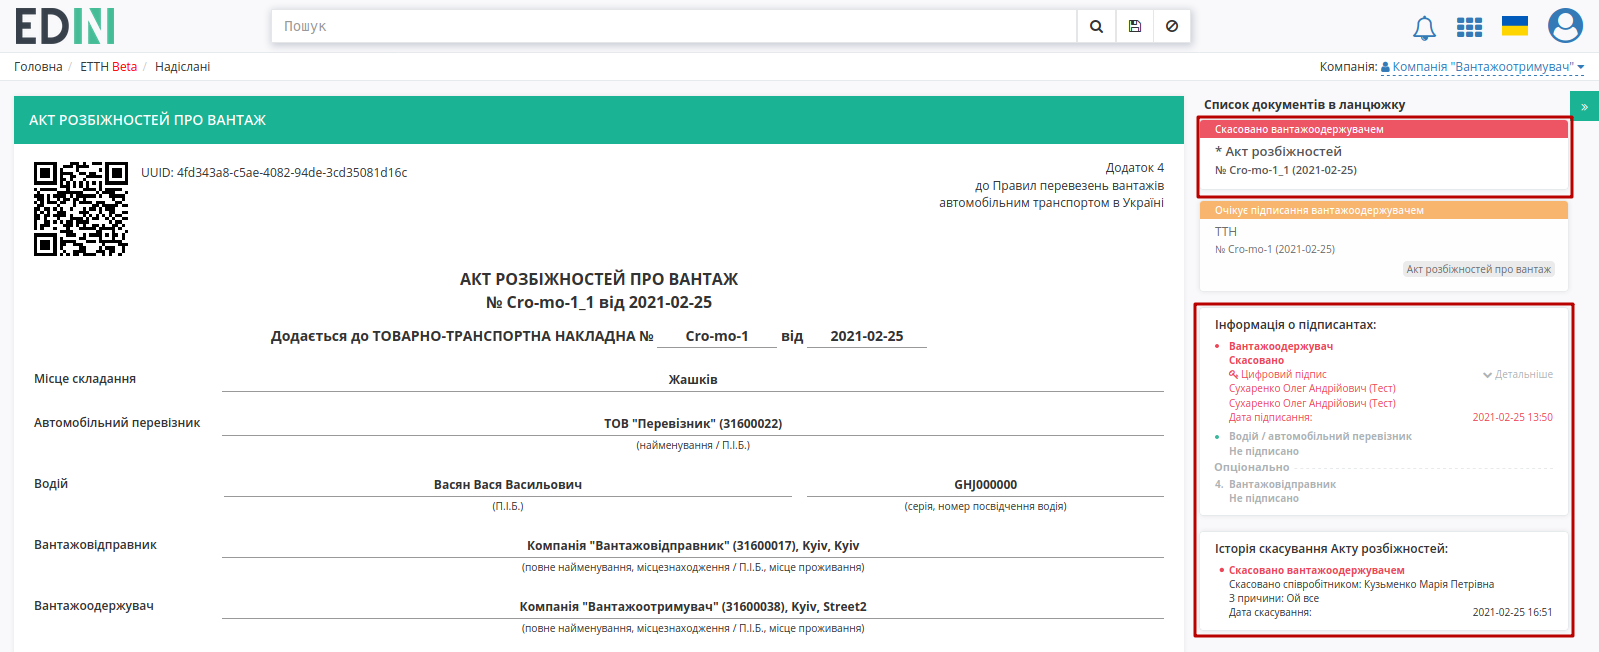 EDIN
Пошук
Головна / ЕТТН Beta / Надіслані
Компанія: Компанія "Вантажоотримувач"
АКТ РОЗБІЖНОСТЕЙ ПРО ВАНТАЖ
UUID: 4fd343a8-c5ae-4082-94de-3cd35081d16c
Додаток 4
до Правил перевезень вантажів
автомобільним транспортом в Україні
АКТ РОЗБІЖНОСТЕЙ ПРО ВАНТАЖ
№ Cro-mo-1_1 від 2021-02-25
Додається до ТОВАРНО-ТРАНСПОРТНА НАКЛАДНА № Cro-mo-1 від 2021-02-25
Місце складання Жашків
Автомобільний перевізник ТОВ "Перевізник" (31600022)
(найменування / П.І.Б.)
Водій Васян Вася Васильович GHJ000000
(П.І.Б.) (серія, номер посвідчення водія)
Вантажовідправник Компанія "Вантажовідправник" (31600017), Kyiv, Kyiv
(повне найменування, місцезнаходження / П.І.Б., місце проживання)
Вантажоодержувач Компанія "Вантажоотримувач" (31600038), Kyiv, Street2
(повне найменування, місцезнаходження / П.І.Б., місце проживання)
Список документів в ланцюжку »
Скасовано вантажоодержувачем
* Акт розбіжностей
№ Cro-mo-1_1 (2021-02-25)
Очікує підписання вантажоодержувачем
ТТН
№ Cro-mo-1 (2021-02-25)
Акт розбіжностей про вантаж
Інформація о підписантах:
Вантажоодержувач
Скасовано
Цифровий підпис Детальніше
Сухаренко Олег Андрійович (Тест)
Сухаренко Олег Андрійович (Тест)
Дата підписання: 2021-02-25 13:50
Водій / автомобільний перевізник
Не підписано
Опціонально
4. Вантажовідправник
Не підписано
Історія скасування Акту розбіжностей:
Скасовано вантажоодержувачем
Скасовано співробітником: Кузьменко Марія Петрівна
З причини: Ой все
Дата скасування: 2021-02-25 16:51